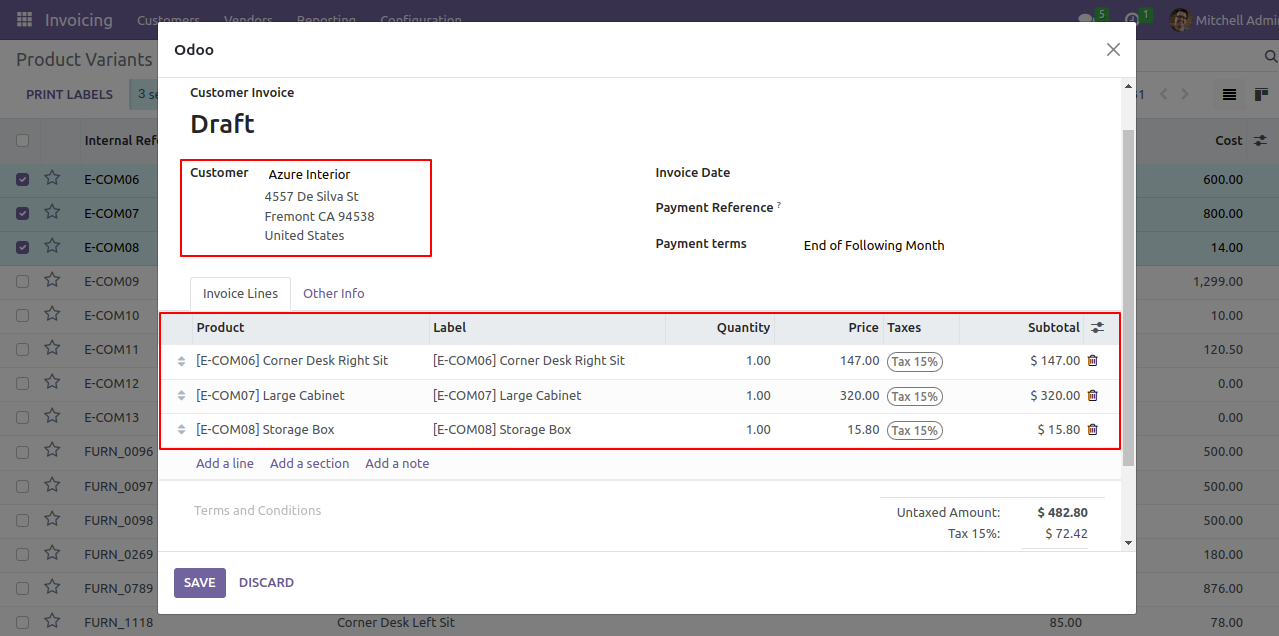 Invoicing Customers Vendors Reporting Configuration 5 1 Mitchell Admi
Odoo
Product Variants
PRINT LABELS 3 se
Customer Invoice
Draft
Internal Ref Cost
Customer Azure Interior
4557 De Silva St
Fremont CA 94538
United States
Invoice Date
Payment Reference ?
Payment terms End of Following Month
Invoice Lines Other Info
Product Label Quantity Price Taxes Subtotal
[E-COM06] Corner Desk Right Sit [E-COM06] Corner Desk Right Sit 1.00 147.00 Tax 15% $ 147.00
[E-COM07] Large Cabinet [E-COM07] Large Cabinet 1.00 320.00 Tax 15% $ 320.00
[E-COM08] Storage Box [E-COM08] Storage Box 1.00 15.80 Tax 15% $ 15.80
Add a line Add a section Add a note
Terms and Conditions
Untaxed Amount: $ 482.80
Tax 15%: $ 72.42
SAVE DISCARD
E-COM06 600.00
E-COM07 800.00
E-COM08 14.00
E-COM09 1,299.00
E-COM10 10.00
E-COM11 120.50
E-COM12 0.00
E-COM13 0.00
FURN_0096 500.00
FURN_0097 500.00
FURN_0098 500.00
FURN_0269 180.00
FURN_0789 876.00
FURN_1118 Corner Desk Left Sit 85.00 78.00